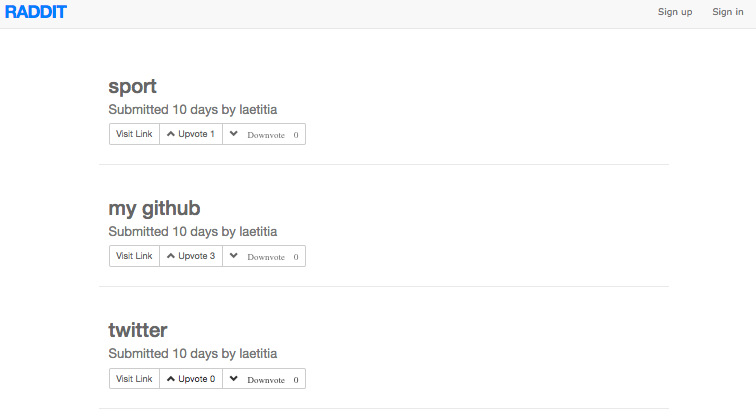 RADDIT Sign up Sign in
sport
Submitted 10 days by laetitia
Visit Link Upvote 1 Downvote 0
my github
Submitted 10 days by laetitia
Visit Link Upvote 3 Downvote 0
twitter
Submitted 10 days by laetitia
Visit Link Upvote 0 Downvote 0